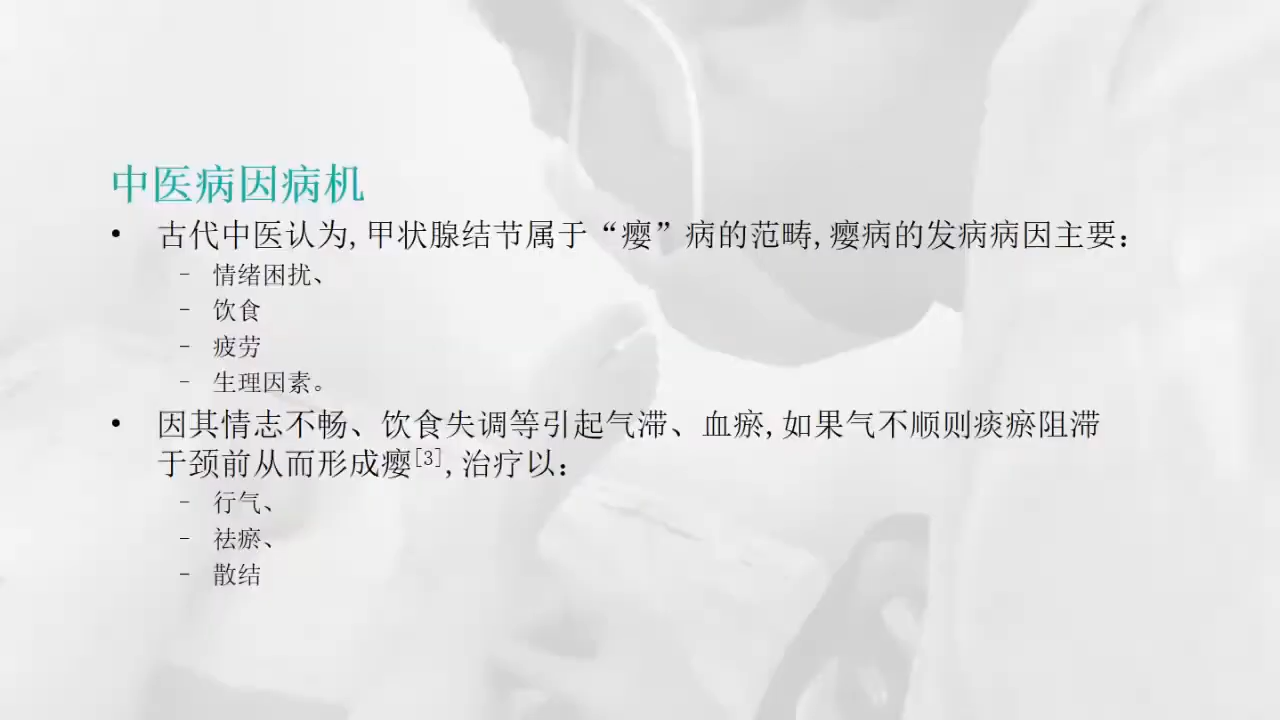 中医病因病机
• 古代中医认为,甲状腺结节属于“瘿”病的范畴,瘿病的发病病因主要：
– 情绪困扰、
– 饮食
– 疲劳
– 生理因素。
• 因其情志不畅、饮食失调等引起气滞、血瘀,如果气不顺则痰瘀阻滞
于颈前从而形成瘿[3],治疗以：
– 行气、
– 祛瘀、
– 散结